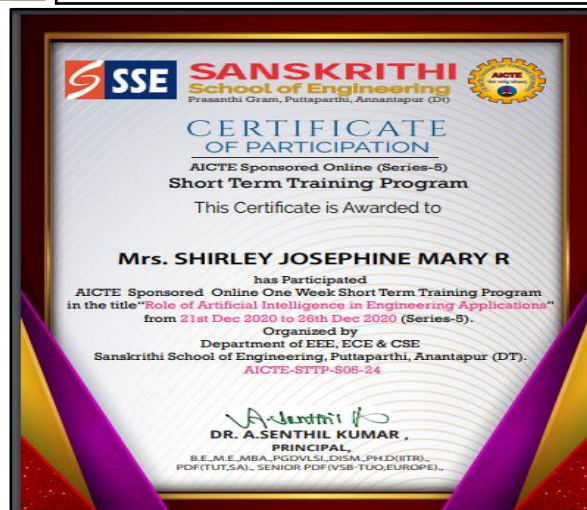 SSE
SANSKRITHI
School of Engineering
Prasanthi Gram, Puttaparthi, Annantapur (Dt)
AICTE
CERTIFICATE
OF PARTICIPATION
AICTE Sponsored Online (Series-5)
Short Term Training Program
This Certificate is Awarded to
Mrs. SHIRLEY JOSEPHINE MARY R
has Participated
AICTE Sponsored Online One Week Short Term Training Program
in the title"Role of Artificial Intelligence in Engineering Applications"
from 21st Dec 2020 to 26th Dec 2020 (Series-5).
Organized by
Department of EEE, ECE & CSE
Sanskrithi School of Engineering, Puttaparthi, Anantapur (DT).
AICTE-STTP-S05-24
A. Senthil K
DR. A.SENTHIL KUMAR ,
PRINCIPAL,
B.E.,M.E.,MBA.,PGDVLSI.,DISM.,PH.D(IITR).,
PDF(TUT,SA)., SENIOR PDF(VSB-TUO,EUROPE).,